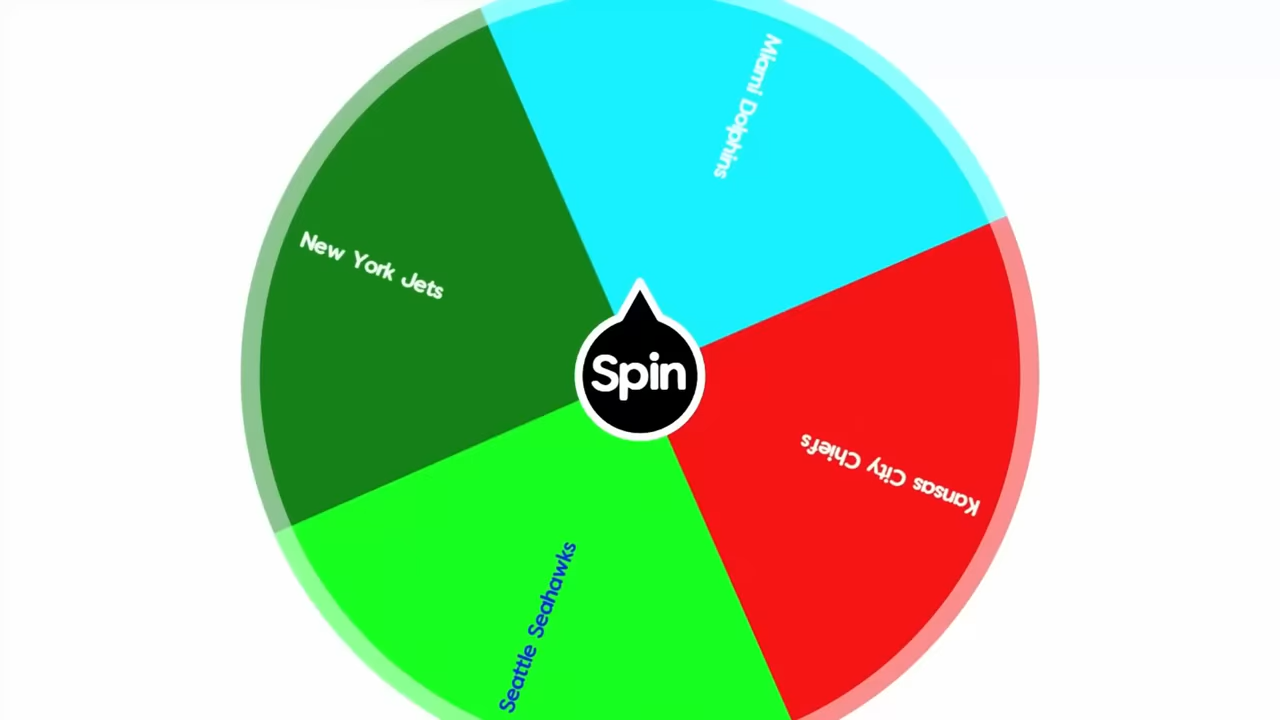 Miami Dolphins
New York Jets
Spin
Kansas City Chiefs
Seattle Seahawks